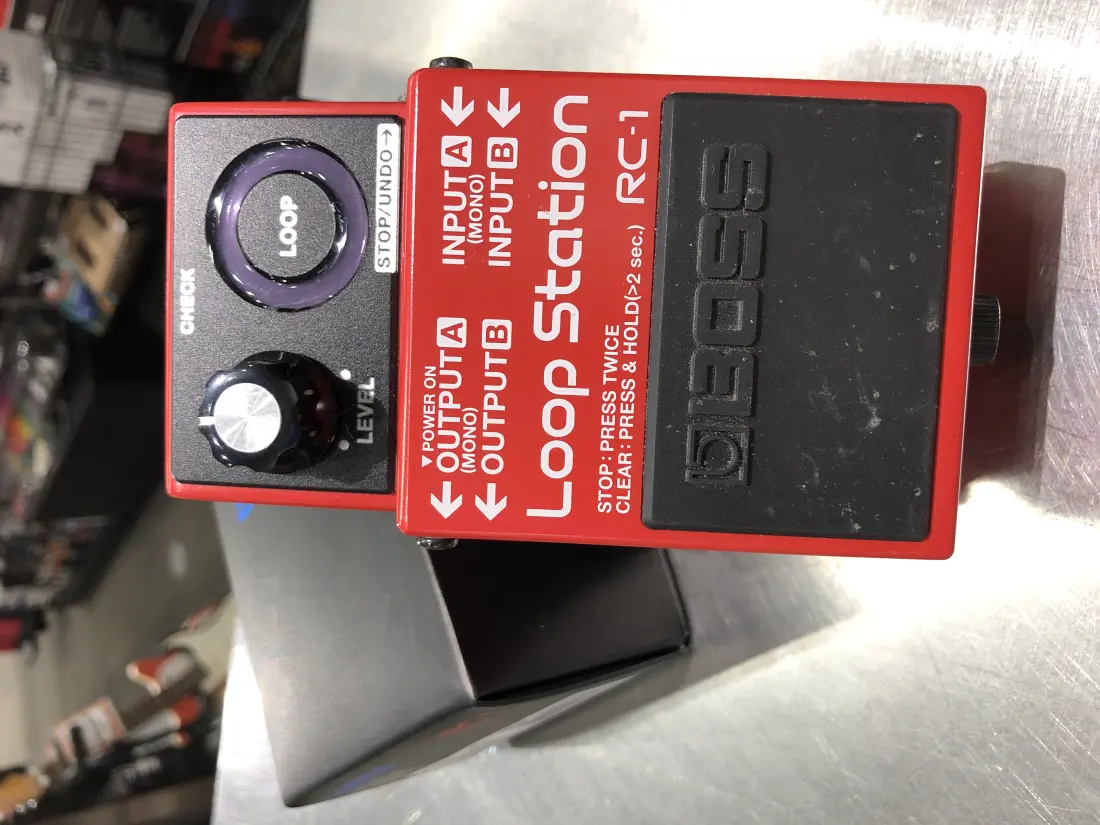 CHECK
LEVEL
LOOP
STOP/UNDO→
▼POWER ON
←OUTPUT A
(MONO)
←OUTPUT B
INPUT A←
(MONO)
INPUT B←
Loop Station
STOP:PRESS TWICE
CLEAR:PRESS & HOLD(>2 sec.)
RC-1
BOSS